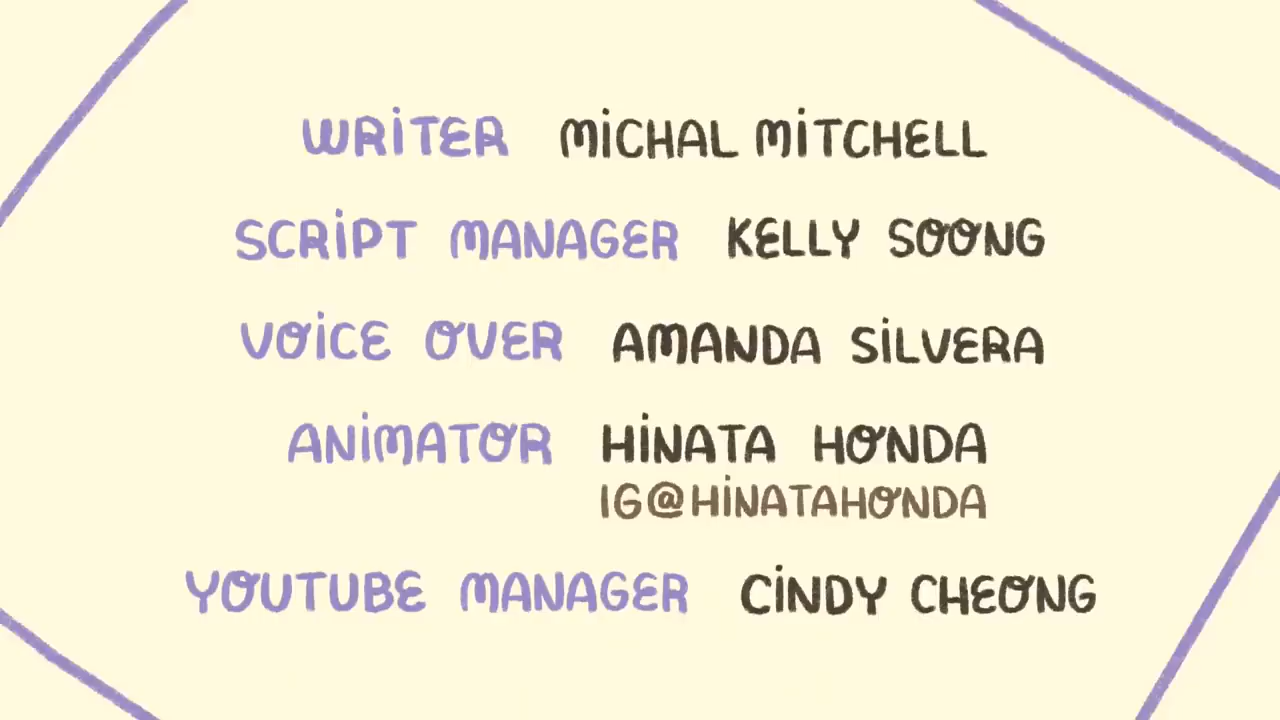 WRITER MICHAL MITCHELL
SCRIPT MANAGER KELLY SOONG
VOICE OVER AMANDA SILVERA
ANIMATOR HINATA HONDA
IG@HINATAHONDA
YOUTUBE MANAGER CINDY CHEONG